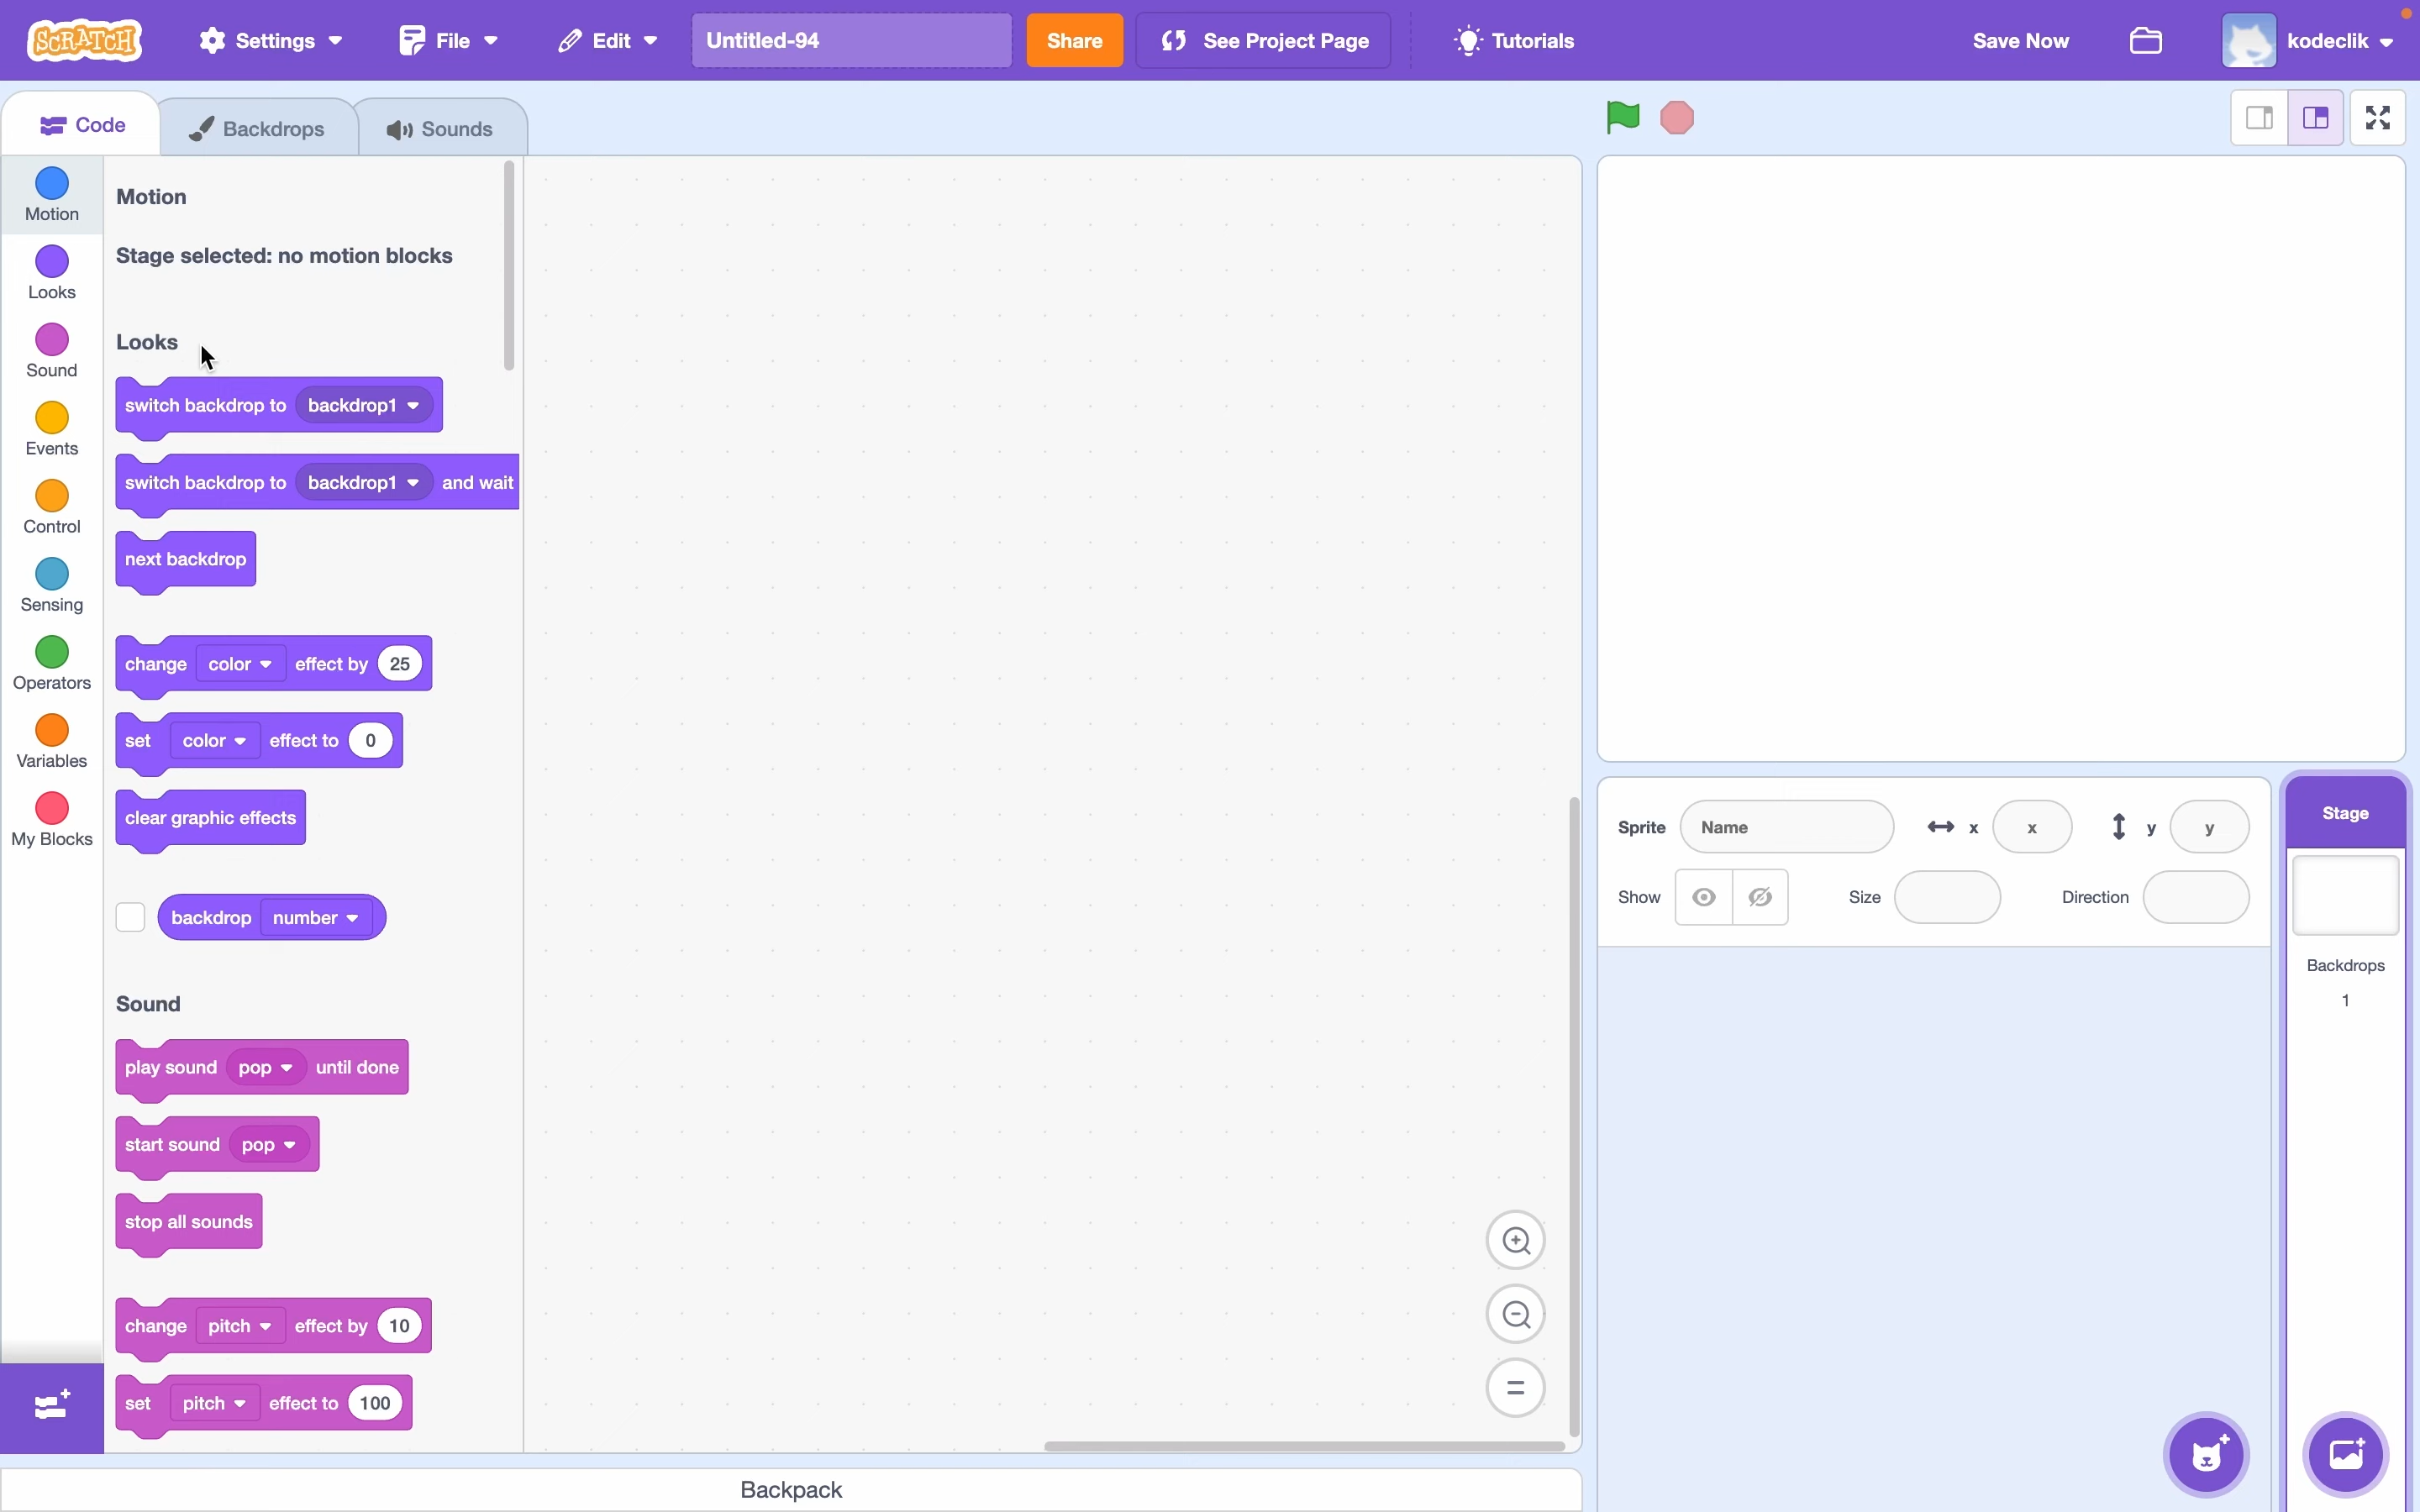 SCRATCH Settings File Edit Untitled-94 Share See Project Page Tutorials Save Now kodeclik
Code Backdrops Sounds
Motion
Looks
Sound
Events
Control
Sensing
Operators
Variables
My Blocks
Motion
Stage selected: no motion blocks
Looks
switch backdrop to backdrop1
switch backdrop to backdrop1 and wait
next backdrop
change color effect by 25
set color effect to 0
clear graphic effects
backdrop number
Sound
play sound pop until done
start sound pop
stop all sounds
change pitch effect by 10
set pitch effect to 100
Backpack
Sprite Name x x y y
Show Size Direction
Stage
Backdrops
1